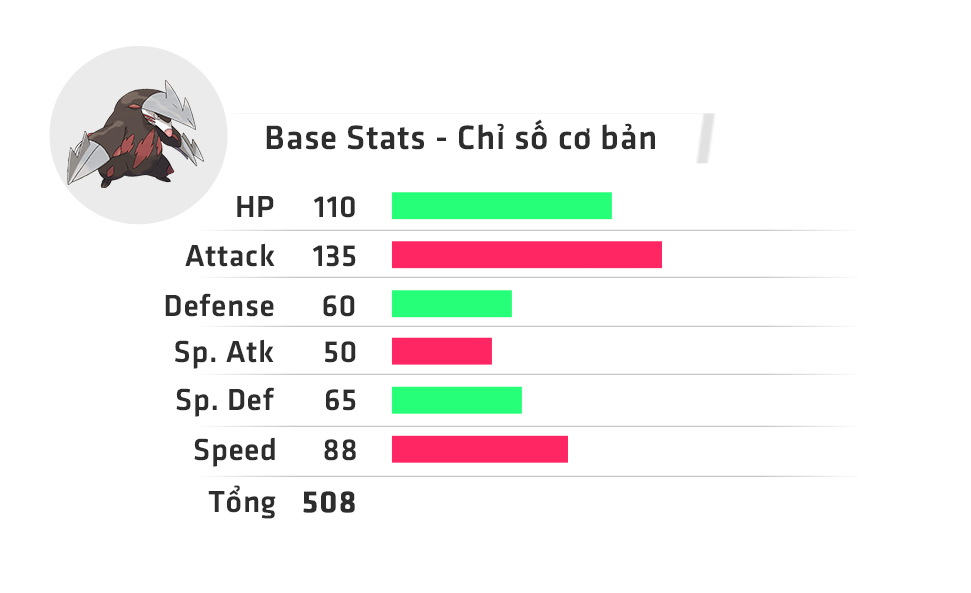 Base Stats - Chỉ số cơ bản
HP 110
Attack 135
Defense 60
Sp. Atk 50
Sp. Def 65
Speed 88
Tổng 508